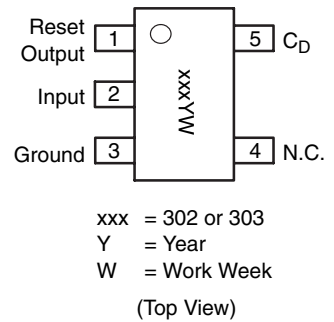 Reset Output 1
Input 2
Ground 3
xxxYW
5 C_D
4 N.C.
xxx = 302 or 303
Y = Year
W = Work Week
(Top View)